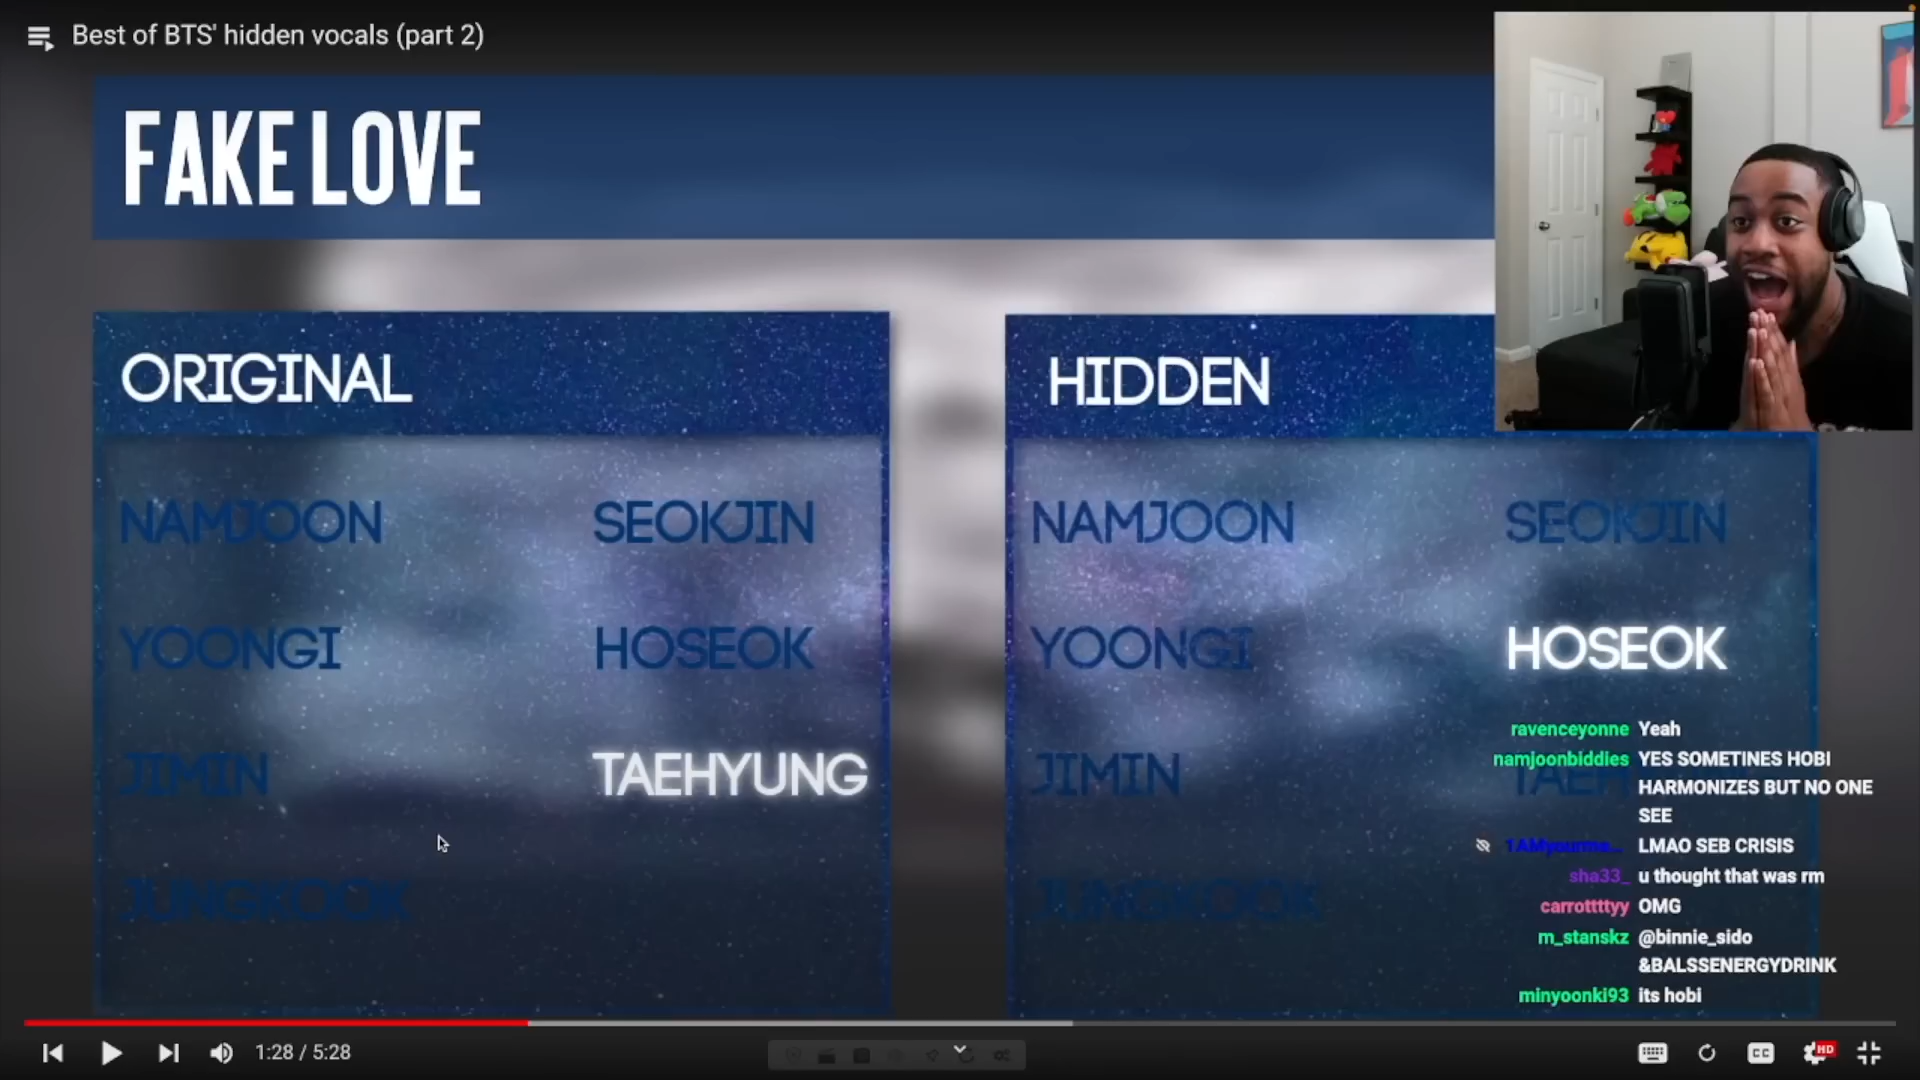 Best of BTS' hidden vocals (part 2)
FAKE LOVE
ORIGINAL
NAMJOON SEOKJIN
YOONGI HOSEOK
JIMIN TAEHYUNG
JUNGKOOK
HIDDEN
NAMJOON SEOKJIN
YOONGI HOSEOK
JIMIN
JUNGKOOK
ravenceyonne Yeah
namjoonbiddies YES SOMETINES HOBI
HARMONIZES BUT NO ONE
SEE
LMAO SEB CRISIS
sha33_ u thought that was rm
carrottttyy OMG
m_stanskz @binnie_sido
&BALSSENERGYDRINK
minyoonki93 its hobi
1:28 / 5:28
CC
HD